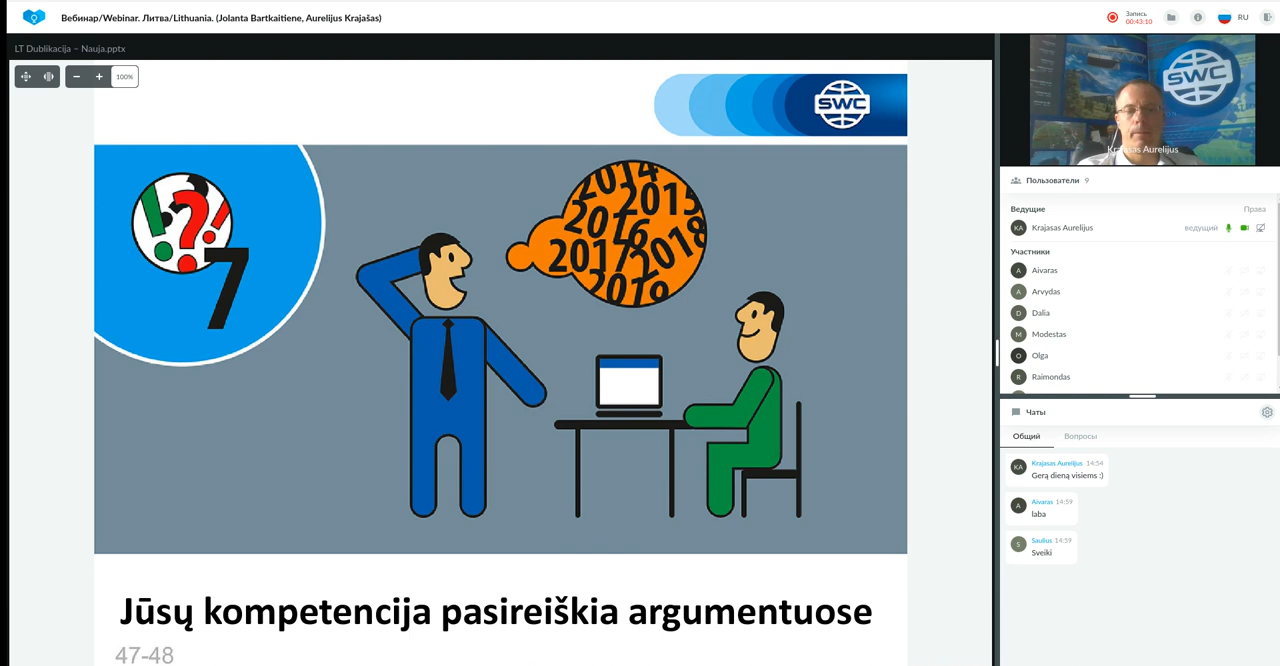 Вебинар/Webinar. Литва/Lithuania. (Jolanta Bartkaitiene, Aurelijus Krajašas)
Запись
00:43:10
RU
LT Dublikacija – Nauja.pptx
100%
SWC
SWC
Krajasas Aurelijus
!?!
7
2014
2015
2016
2017
2018
2019
Jūsų kompetencija pasireiškia argumentuose
47-48
Пользователи 9
Ведущие Права
KA Krajasas Aurelijus ведущий
Участники
A Aivaras
A Arvydas
D Dalia
M Modestas
O Olga
R Raimondas
Чаты
Общий Вопросы
KA Krajasas Aurelijus 14:54
Gerą dieną visiems :)
A Aivaras 14:59
laba
S Saulius 14:59
Sveiki